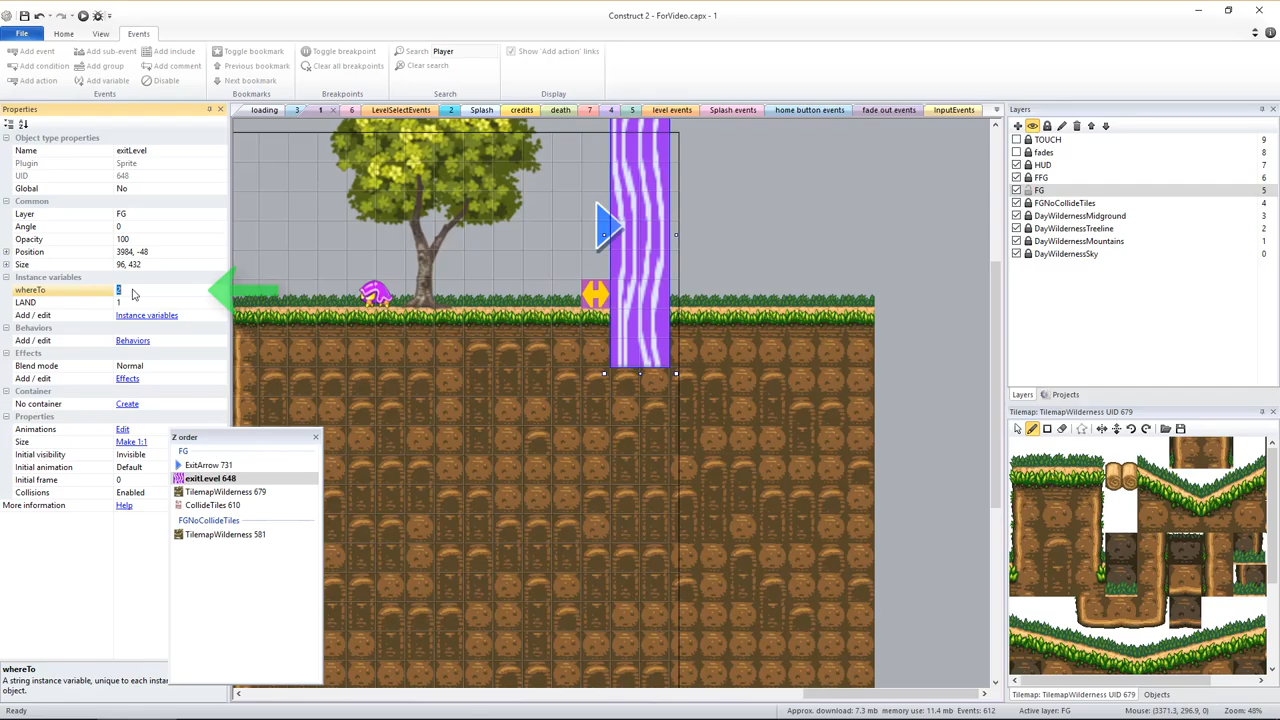 Construct 2 - ForVideo.capx - 1
File Home View Events
Add event Add sub-event Add include Toggle bookmark Toggle breakpoint Search Player Show 'Add action' links
Add condition Add group Add comment Previous bookmark Clear all breakpoints Clear search
Add action Add variable Disable Next bookmark
Events Bookmarks Breakpoints Search Display
Properties
loading 3 1 6 LevelSelectEvents 2 Splash credits death 7 4 5 level events Splash events home button events fade out events InputEvents
Object type properties
Name exitLevel
Plugin Sprite
UID 648
Global No
Common
Layer FG
Angle 0
Opacity 100
Position 3984, -48
Size 96, 432
Instance variables
whereTo 2
LAND 1
Add / edit Instance variables
Behaviors
Add / edit Behaviors
Effects
Blend mode Normal
Add / edit Effects
Container
No container Create
Properties
Animations Edit
Size Make 1:1
Initial visibility Invisible
Initial animation Default
Initial frame 0
Collisions Enabled
More information Help
Z order
FG
ExitArrow 731
exitLevel 648
TilemapWilderness 679
CollideTiles 610
FGNoCollideTiles
TilemapWilderness 581
whereTo
A string instance variable, unique to each instance
object.
Layers
TOUCH 9
fades 8
HUD 7
FFG 6
FG 5
FGNoCollideTiles 4
DayWildernessMidground 3
DayWildernessTreeline 2
DayWildernessMountains 1
DayWildernessSky 0
Layers Projects
Tilemap: TilemapWilderness UID 679
Tilemap: TilemapWilderness UID 679 Objects
Ready Approx. download: 7.3 mb memory use: 11.4 mb Events: 612 Active layer: FG Mouse: (3371.3, 296.9, 0) Zoom: 48%